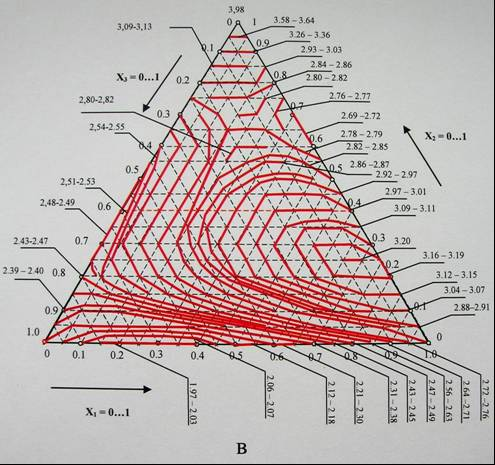 3,98
0 1
3.58 – 3.64
3,09-3,13
3.26 – 3.36
0.1 0.9
2.93 – 3.03
2.84 – 2.86
X₃ = 0…1
0.2 0.8
2.80 – 2.82
2.76 – 2.77
2,80-2,82
0.3 0.7
2.69 –2.72
2,54-2.55
2.78 – 2.79
X₂ = 0…1
0.4 0.6
2.82 – 2.85
2.86 –2.87
0.5 0.5
2.92 – 2.97
2,51-2.53
2.97 – 3.01
2,48-2.49
0.6 0.4
3.09 – 3.11
2.43-2.47
0.7 0.3
3.20
2.39 – 2.40
0.8 0.2
3.16 – 3.19
3.12 – 3.15
3.04 – 3.07
0.9 0.1
2.88 –2.91
1.0 0
0 0.1 0.2 0.3 0.4 0.5 0.6 0.7 0.8 0.9 1.0
X₁ = 0…1
1.97 – 2.03
2.06 – 2.07
2.12 – 2.18
2.21 – 2.30
2.31 – 2.38
2.43 – 2.45
2.47 – 2.49
2.56 – 2.63
2.64 –2.71
2.72 –2.76
В